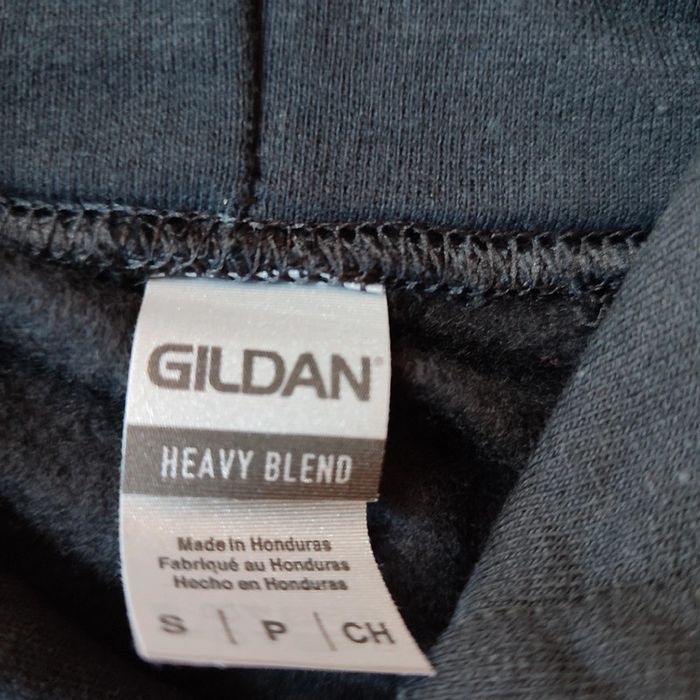 GILDAN®
HEAVY BLEND
Made in Honduras
Fabriqué au Honduras
Hecho en Honduras
S | P | CH